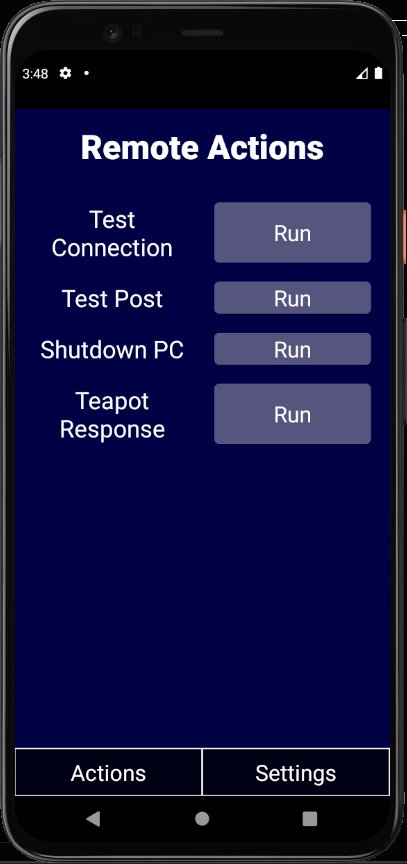 3:48
Remote Actions
Test
Connection
Run
Test Post
Run
Shutdown PC
Run
Teapot
Response
Run
Actions
Settings